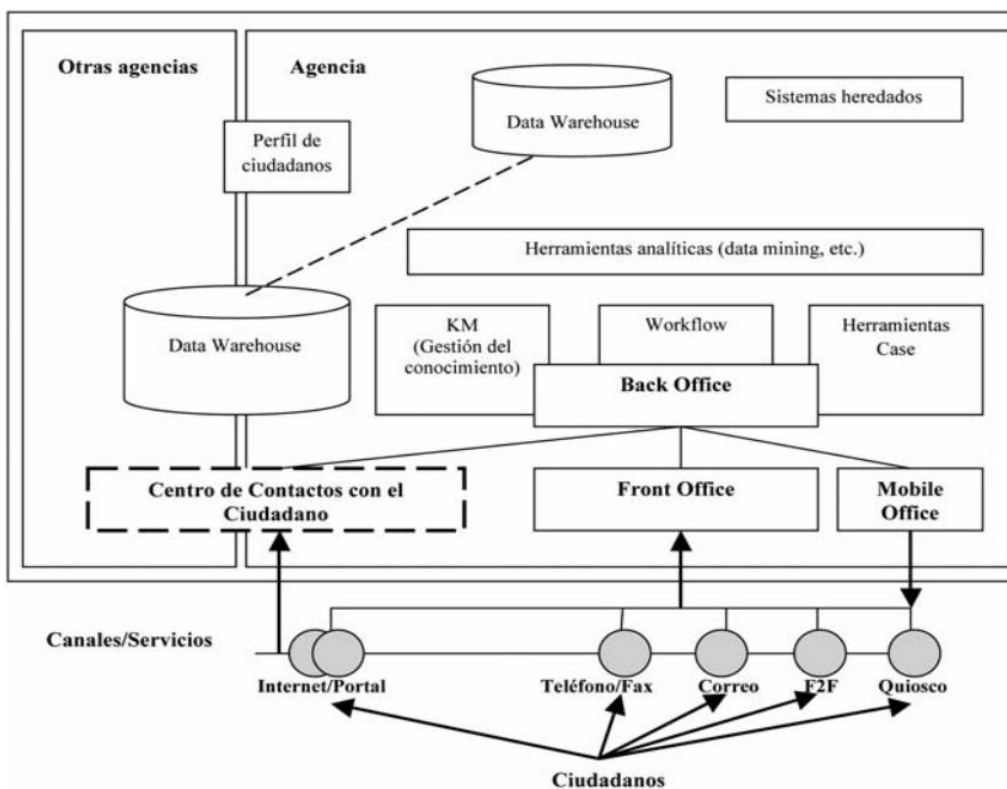 Otras agencias
Agencia
Data Warehouse
Sistemas heredados
Perfil de
ciudadanos
Herramientas analíticas (data mining, etc.)
Data Warehouse
KM
(Gestión del
conocimiento)
Workflow
Herramientas
Case
Back Office
Centro de Contactos con el
Ciudadano
Front Office
Mobile
Office
Canales/Servicios
Internet/Portal
Teléfono/Fax
Correo
F2F
Quiosco
Ciudadanos